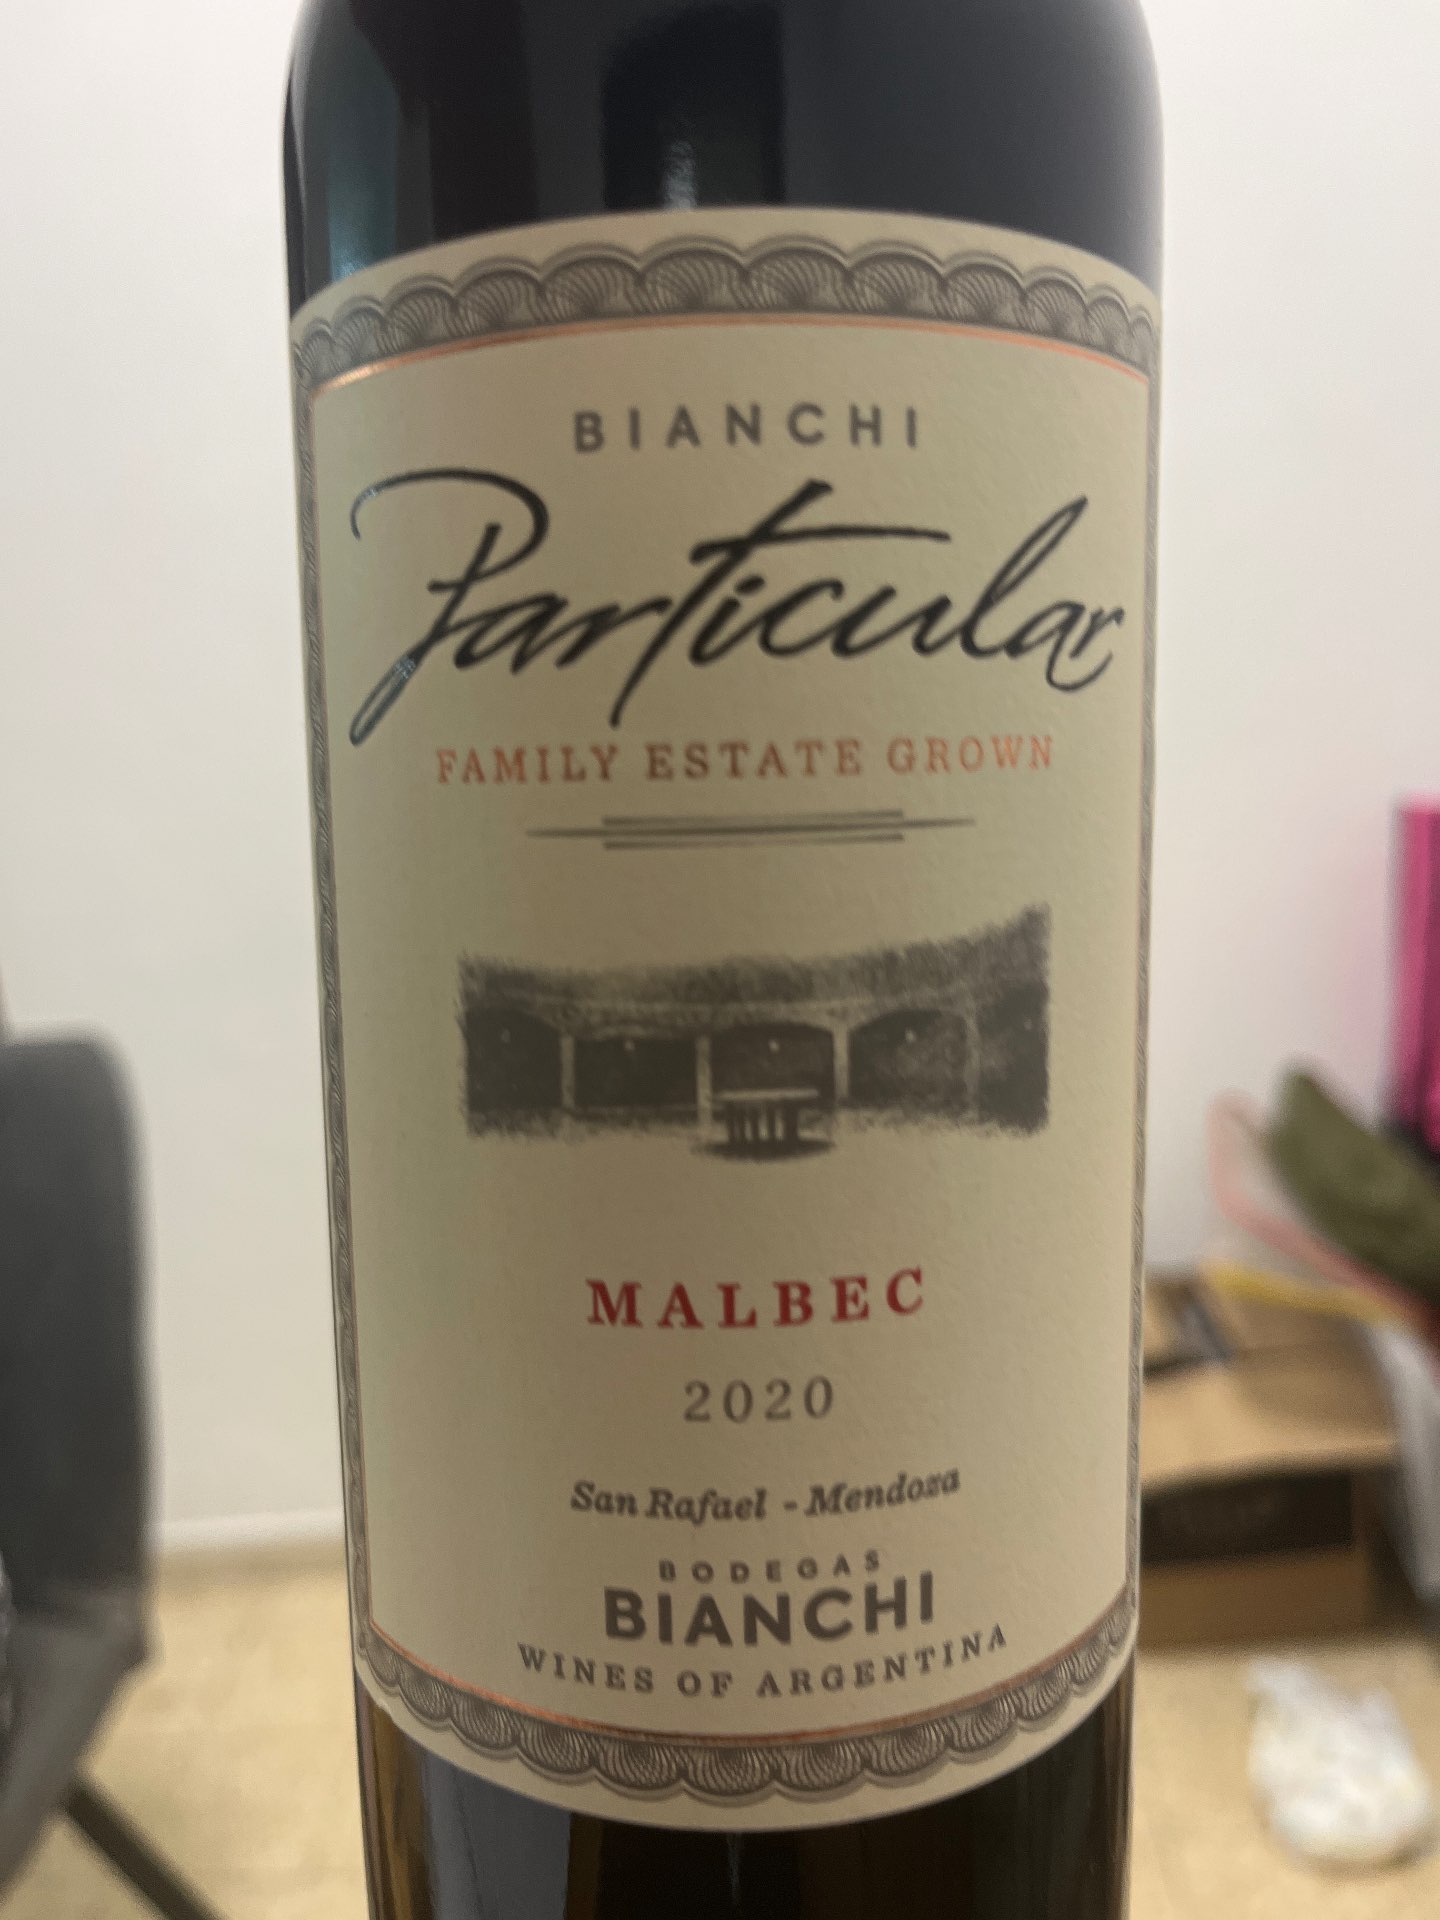 BIANCHI
Particular
FAMILY ESTATE GROWN
MALBEC
2020
San Rafael - Mendoza
BODEGAS
BIANCHI
WINES OF ARGENTINA